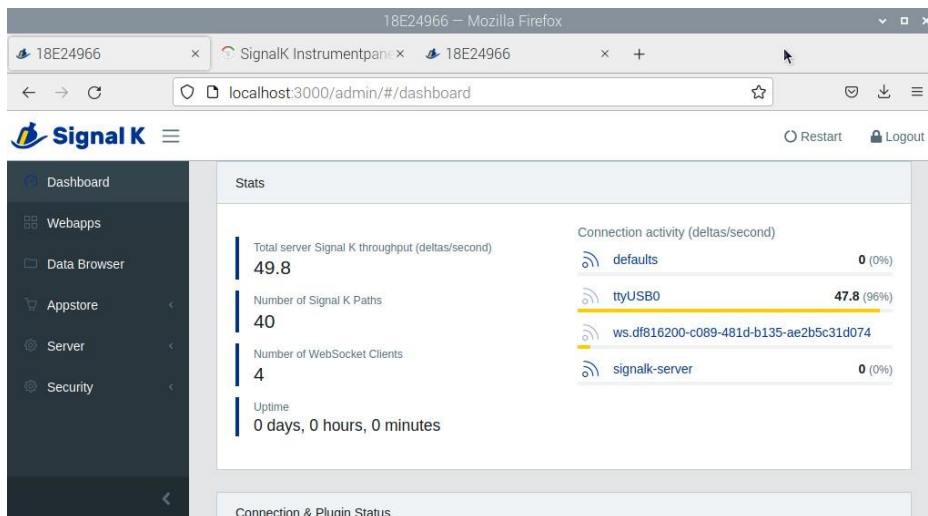 18E24966 — Mozilla Firefox
18E24966
SignalK Instrumentpane
18E24966
localhost:3000/admin/#/dashboard
Signal K
Restart
Logout
Dashboard
Webapps
Data Browser
Appstore
Server
Security
Stats
Total server Signal K throughput (deltas/second)
49.8
Number of Signal K Paths
40
Number of WebSocket Clients
4
Uptime
0 days, 0 hours, 0 minutes
Connection activity (deltas/second)
defaults 0 (0%)
ttyUSB0 47.8 (96%)
ws.df816200-c089-481d-b135-ae2b5c31d074
signalk-server 0 (0%)
Connection & Plugin Status